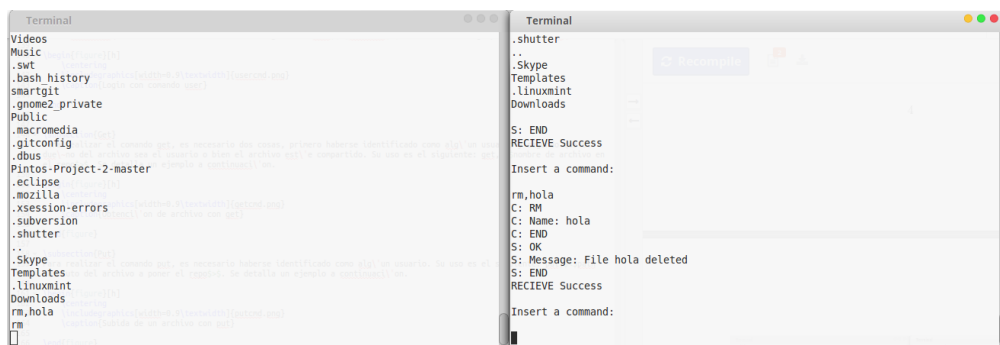 Terminal
Videos
Music
.swt
.bash_history
smartgit
.gnome2_private
Public
.macromedia
.gitconfig
.dbus
Pintos-Project-2-master
.eclipse
.mozilla
.xsession-errors
.subversion
.shutter
..
.Skype
Templates
.linuxmint
Downloads
rm,hola
rm
Terminal
.shutter
..
.Skype
Templates
.linuxmint
Downloads
S: END
RECIEVE Success
Insert a command:
rm,hola
C: RM
C: Name: hola
C: END
S: OK
S: Message: File hola deleted
S: END
RECIEVE Success
Insert a command:
Recompile